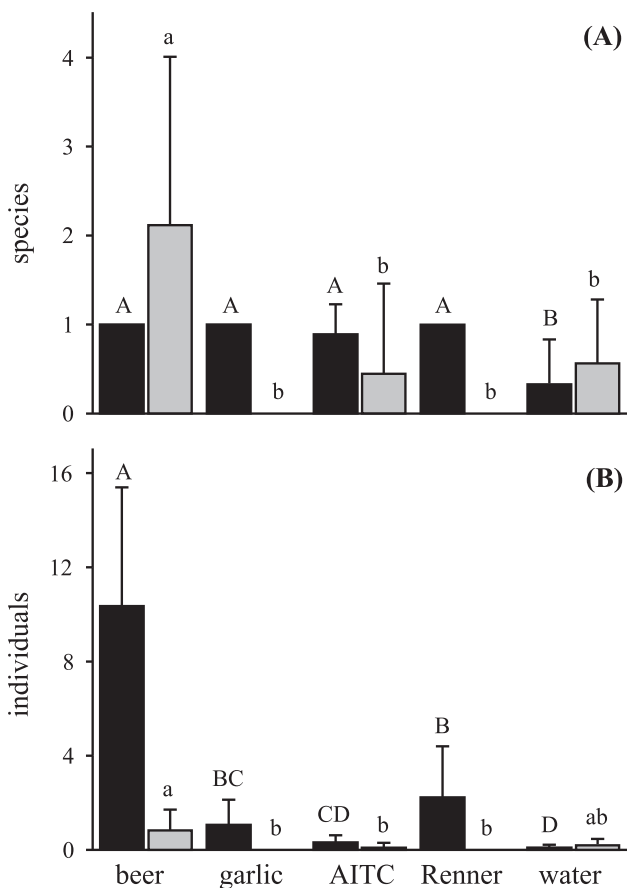 (A)
species
4
3
2
1
0
A
a
A
b
A
b
A
b
B
b
(B)
individuals
16
12
8
4
0
A
a
BC
b
CD
b
B
b
D
ab
beer garlic AITC Renner water